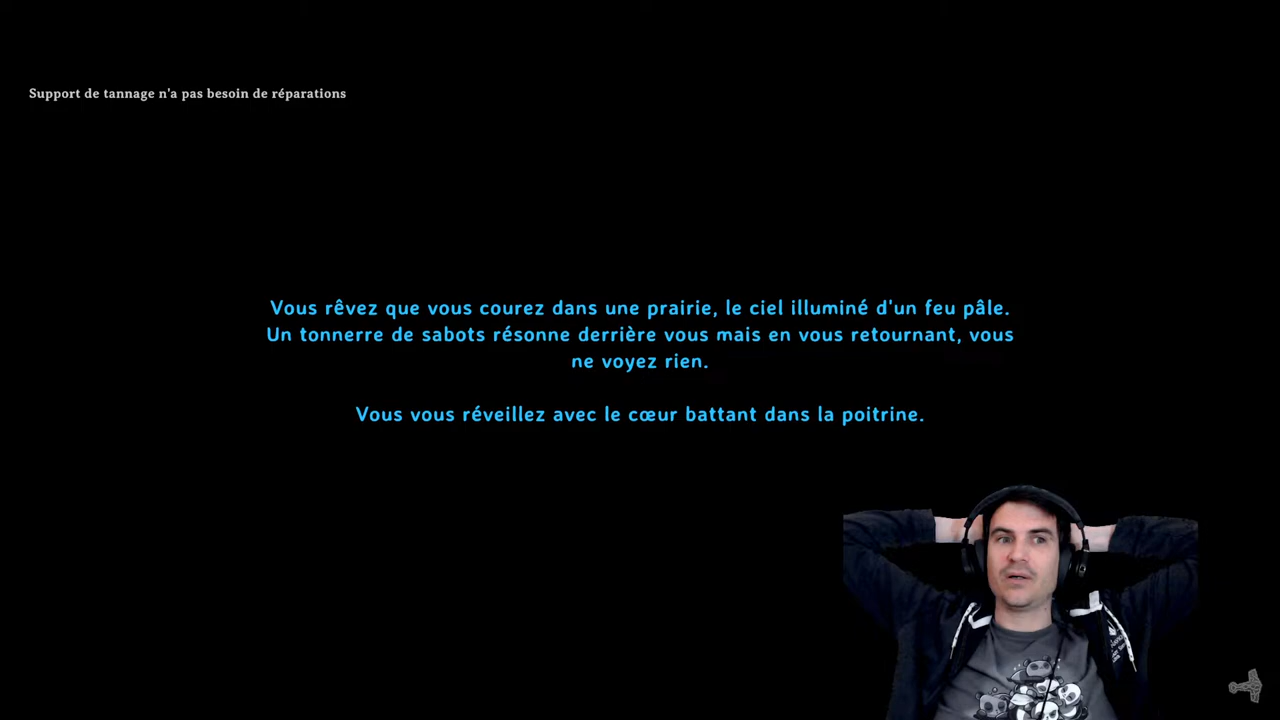 Support de tannage n'a pas besoin de réparations
Vous rêvez que vous courez dans une prairie, le ciel illuminé d'un feu pâle.
Un tonnerre de sabots résonne derrière vous mais en vous retournant, vous
ne voyez rien.
Vous vous réveillez avec le cœur battant dans la poitrine.